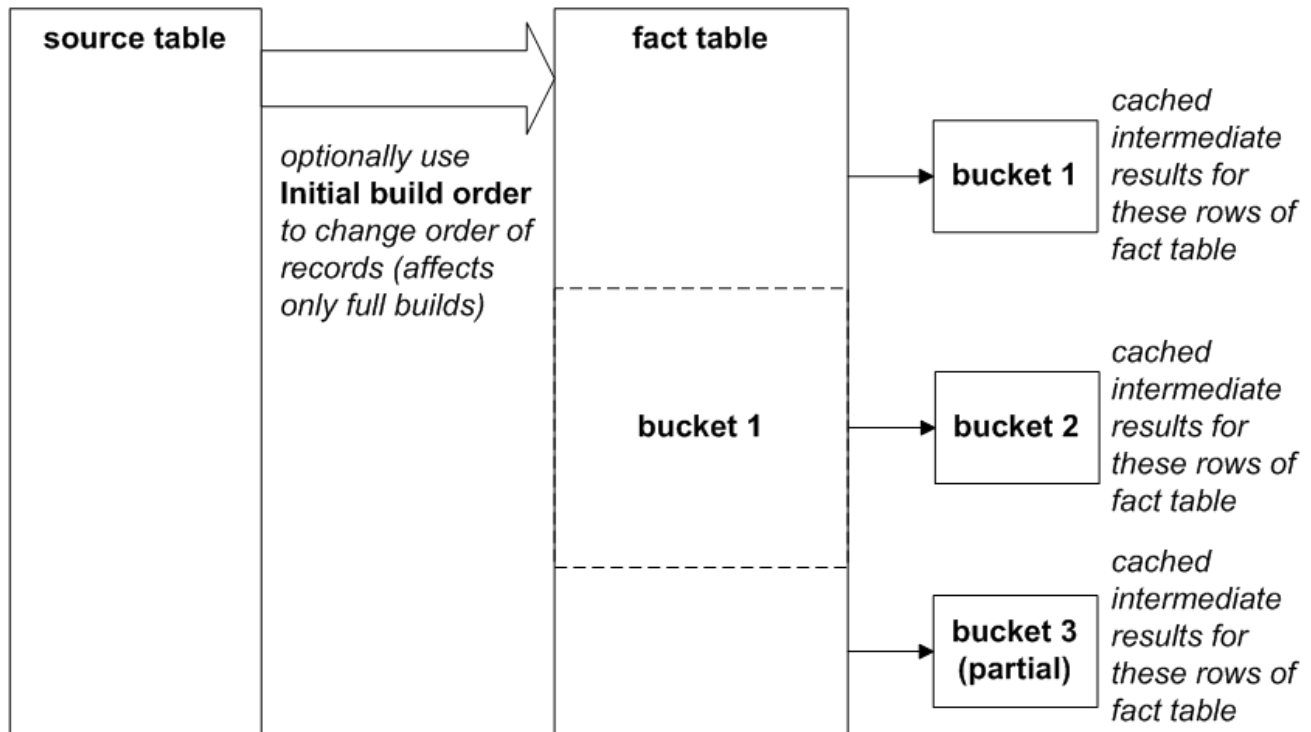 source table
fact table
optionally use
Initial build order
to change order of
records (affects
only full builds)
bucket 1
cached
intermediate
results for
these rows of
fact table
bucket 1
bucket 2
cached
intermediate
results for
these rows of
fact table
bucket 3
(partial)
cached
intermediate
results for
these rows of
fact table